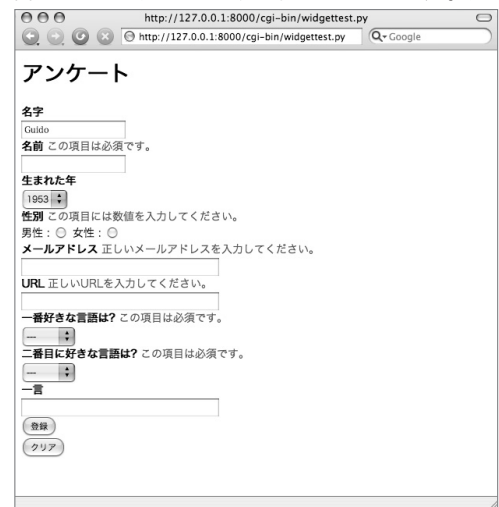 http://127.0.0.1:8000/cgi-bin/widgettest.py
http://127.0.0.1:8000/cgi-bin/widgettest.py
Google
アンケート
名字
Guido
名前 この項目は必須です。
生まれた年
1953
性別 この項目には数値を入力してください。
男性： 女性：
メールアドレス 正しいメールアドレスを入力してください。
URL 正しいURLを入力してください。
一番好きな言語は? この項目は必須です。
---
二番目に好きな言語は? この項目は必須です。
---
一言
登録
クリア